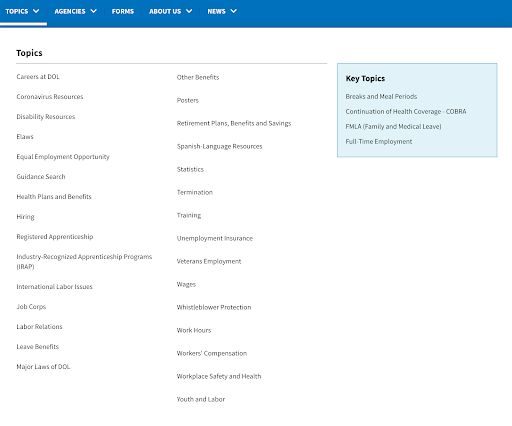 TOPICS AGENCIES FORMS ABOUT US NEWS
Topics
Careers at DOL
Coronavirus Resources
Disability Resources
Elaws
Equal Employment Opportunity
Guidance Search
Health Plans and Benefits
Hiring
Registered Apprenticeship
Industry-Recognized Apprenticeship Programs
(IRAP)
International Labor Issues
Job Corps
Labor Relations
Leave Benefits
Major Laws of DOL
Other Benefits
Posters
Retirement Plans, Benefits and Savings
Spanish-Language Resources
Statistics
Termination
Training
Unemployment Insurance
Veterans Employment
Wages
Whistleblower Protection
Work Hours
Workers' Compensation
Workplace Safety and Health
Youth and Labor
Key Topics
Breaks and Meal Periods
Continuation of Health Coverage - COBRA
FMLA (Family and Medical Leave)
Full-Time Employment